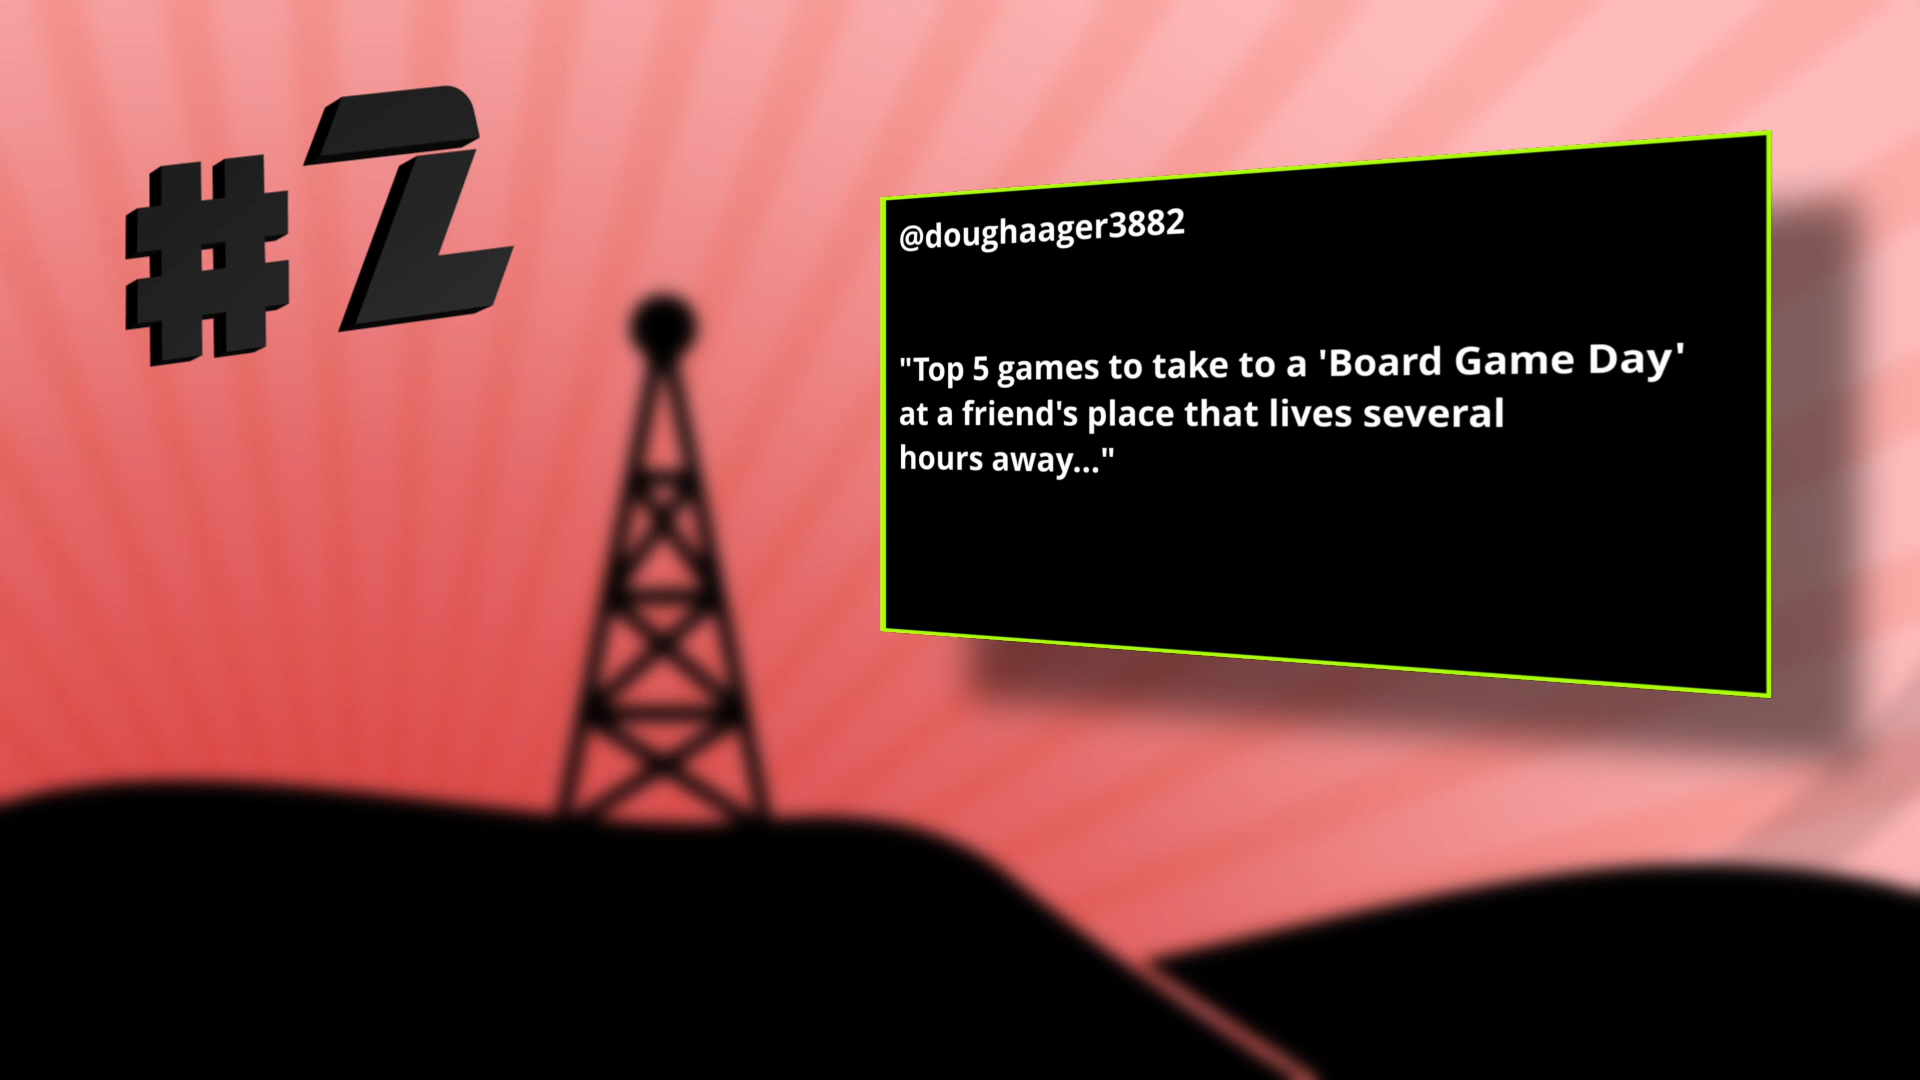 #2
@doughaager3882
"Top 5 games to take to a 'Board Game Day'
at a friend's place that lives several
hours away..."